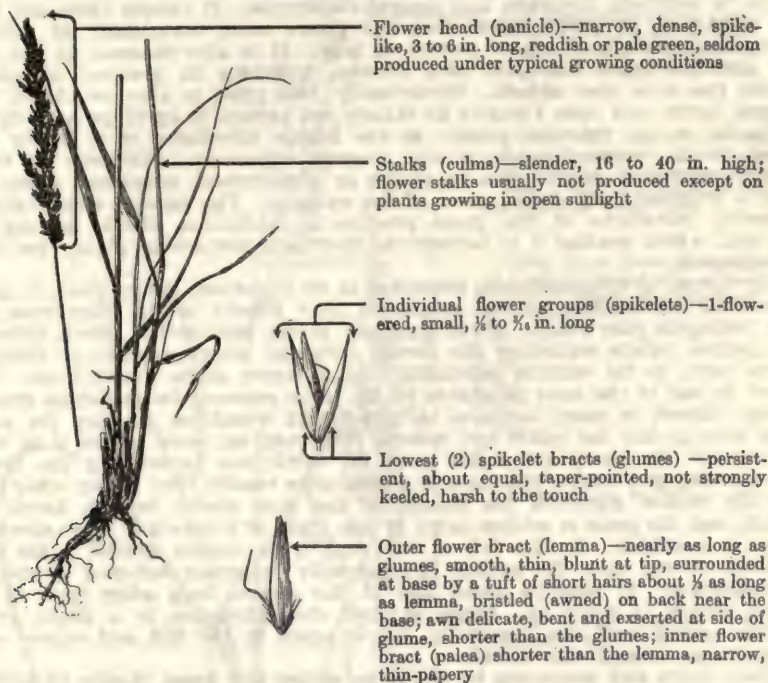 Flower head (panicle)—narrow, dense, spike-
like, 3 to 6 in. long, reddish or pale green, seldom
produced under typical growing conditions
Stalks (culms)—slender, 16 to 40 in. high;
flower stalks usually not produced except on
plants growing in open sunlight
Individual flower groups (spikelets)—1-flow-
ered, small, to in. long
Lowest (2) spikelet bracts (glumes) —persist-
ent, about equal, taper-pointed, not strongly
keeled, harsh to the touch
Outer flower bract (lemma)—nearly as long as
glumes, smooth, thin, blunt at tip, surrounded
at base by a tuft of short hairs about as long
as lemma, bristled (awned) on back near the
base; awn delicate, bent and exserted at side of
glume, shorter than the glumes; inner flower
bract (palea) shorter than the lemma, narrow,
thin-papery